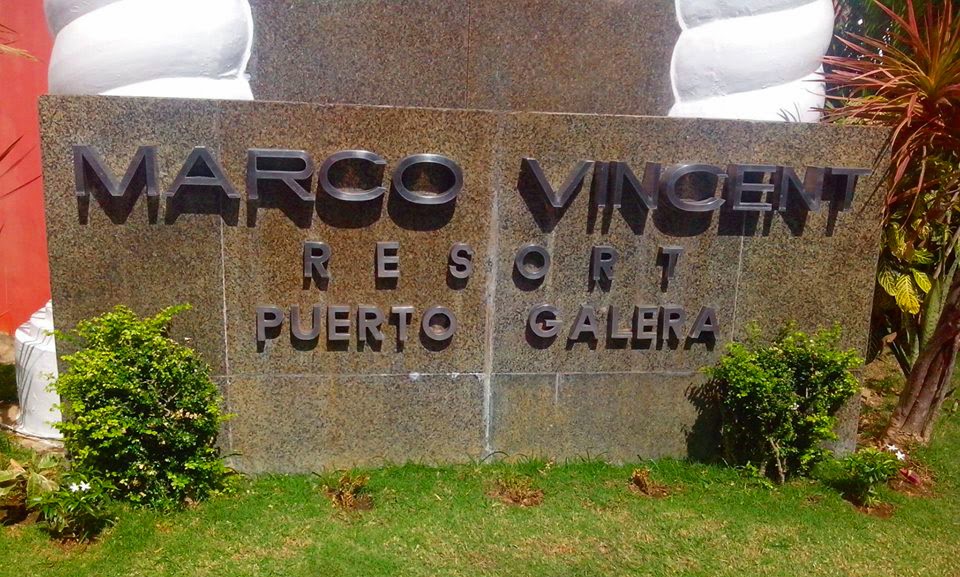 MARCO VINCENT
RESORT
PUERTO GALERA